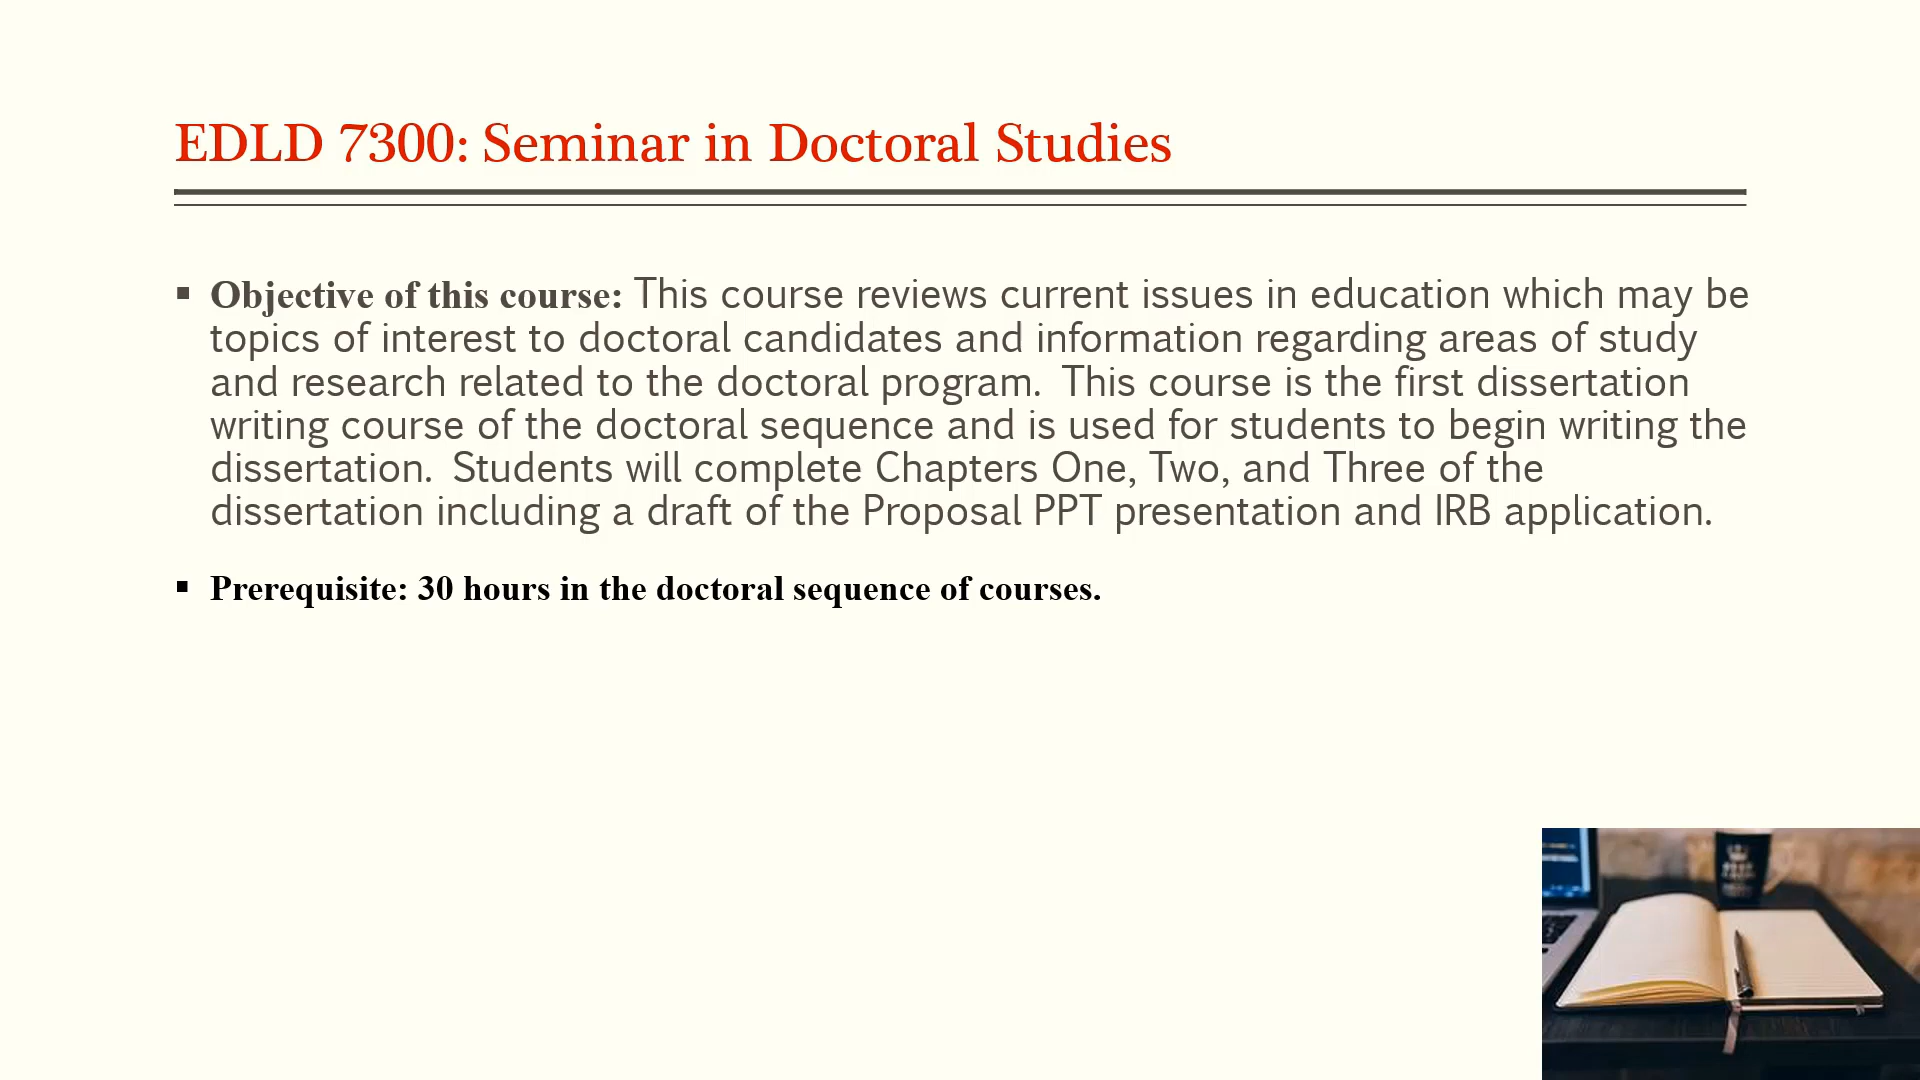 EDLD 7300: Seminar in Doctoral Studies
▪ Objective of this course: This course reviews current issues in education which may be
topics of interest to doctoral candidates and information regarding areas of study
and research related to the doctoral program.  This course is the first dissertation
writing course of the doctoral sequence and is used for students to begin writing the
dissertation.  Students will complete Chapters One, Two, and Three of the
dissertation including a draft of the Proposal PPT presentation and IRB application.
▪ Prerequisite: 30 hours in the doctoral sequence of courses.